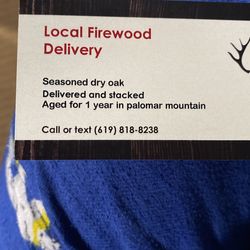 Local Firewood
Delivery
Seasoned dry oak
Delivered and stacked
Aged for 1 year in palomar mountain
Call or text (619) 818-8238